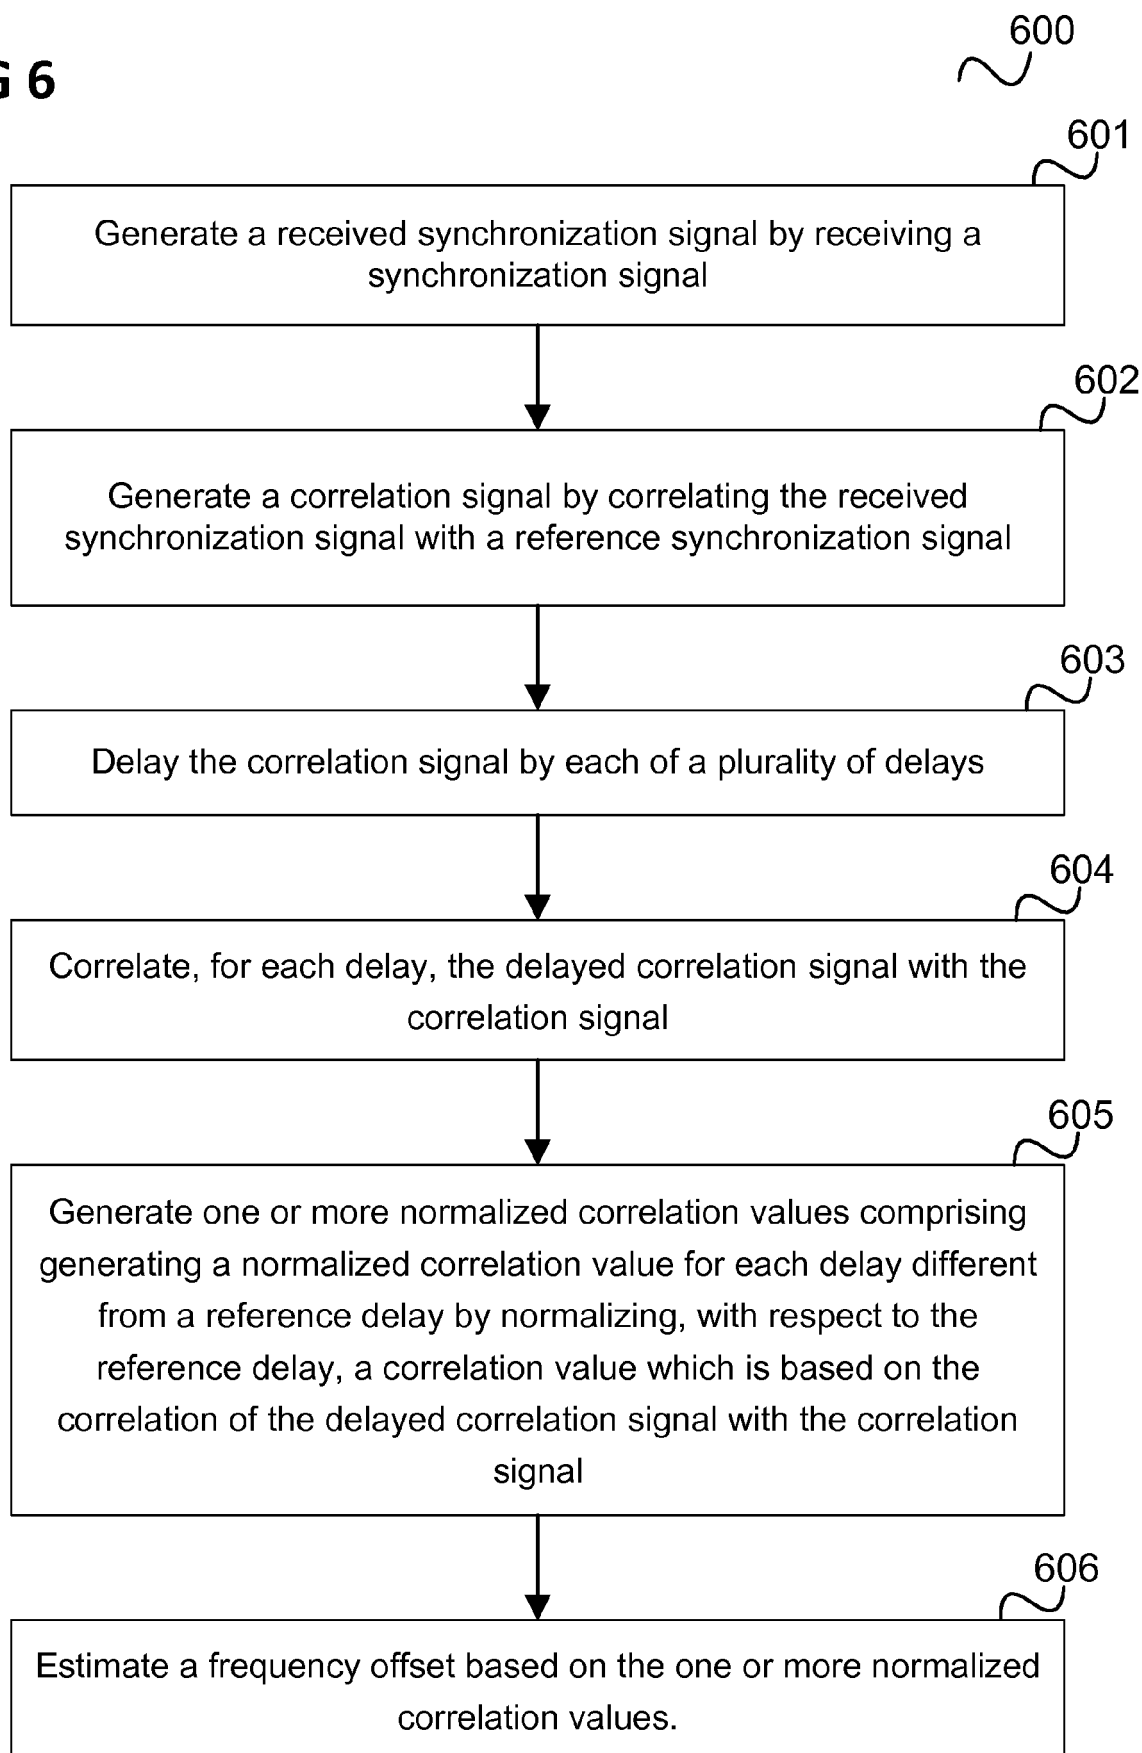 600
G 6
601
Generate a received synchronization signal by receiving a
synchronization signal
602
Generate a correlation signal by correlating the received
synchronization signal with a reference synchronization signal
603
Delay the correlation signal by each of a plurality of delays
604
Correlate, for each delay, the delayed correlation signal with the
correlation signal
605
Generate one or more normalized correlation values comprising
generating a normalized correlation value for each delay different
from a reference delay by normalizing, with respect to the
reference delay, a correlation value which is based on the
correlation of the delayed correlation signal with the correlation
signal
606
Estimate a frequency offset based on the one or more normalized
correlation values.